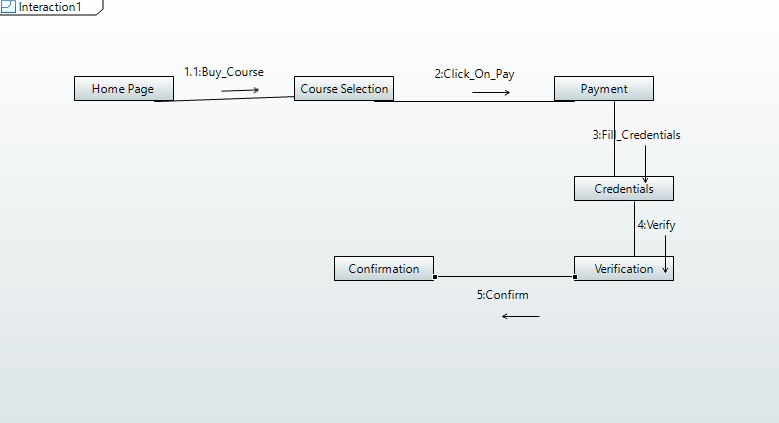 Interaction1
1.1:Buy_Course
2:Click_On_Pay
Home Page
Course Selection
Payment
3:Fill_Credentials
Credentials
4:Verify
Confirmation
Verification
5:Confirm